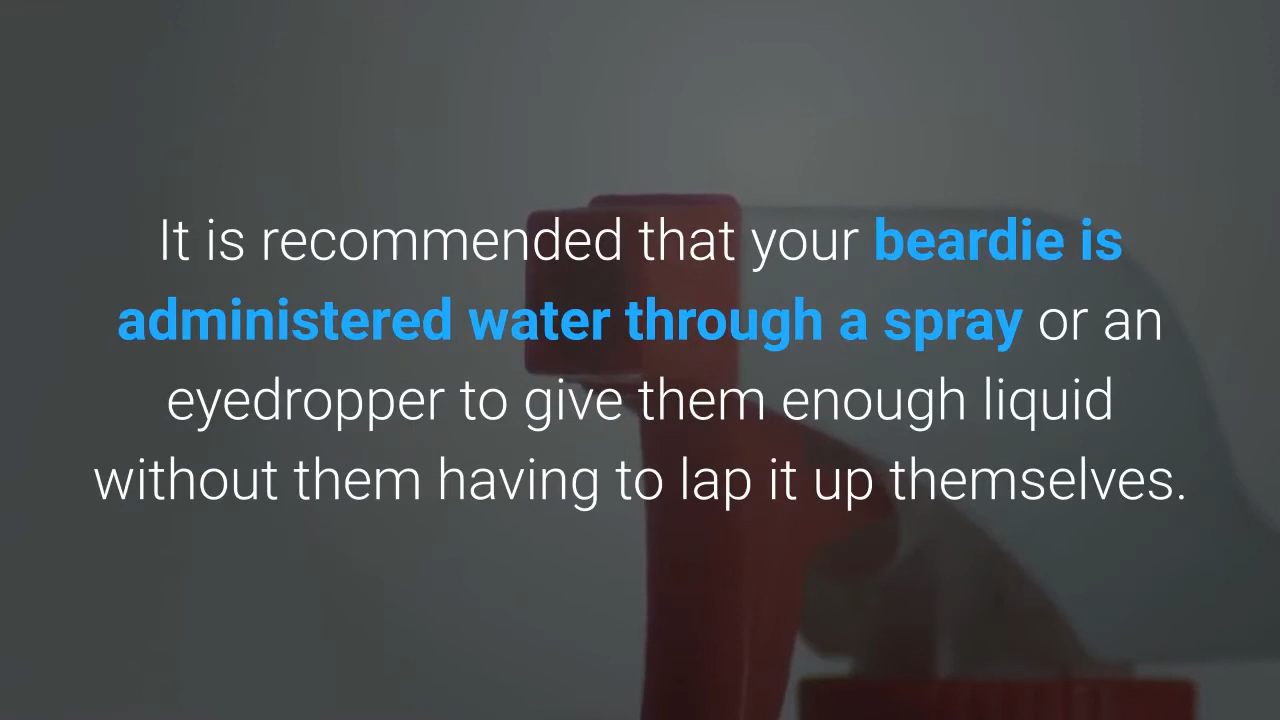 It is recommended that your beardie is
administered water through a spray or an
eyedropper to give them enough liquid
without them having to lap it up themselves.